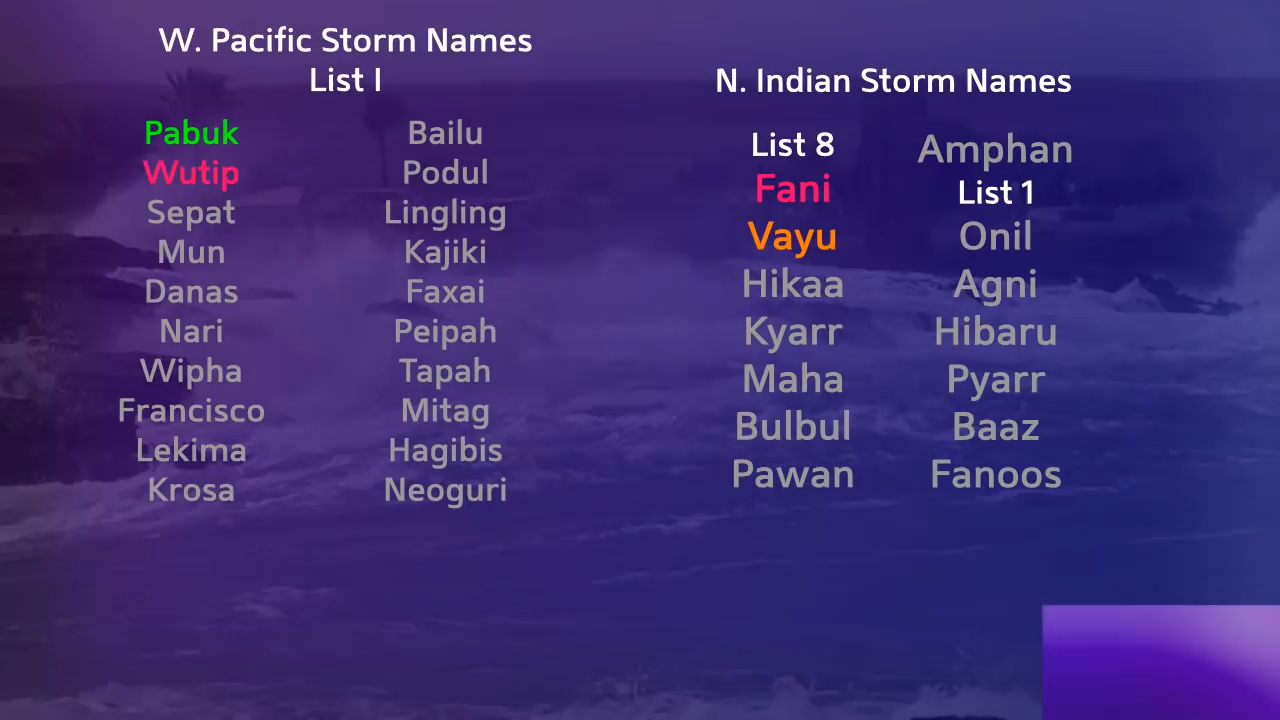 W. Pacific Storm Names
List I
Pabuk
Wutip
Sepat
Mun
Danas
Nari
Wipha
Francisco
Lekima
Krosa
Bailu
Podul
Lingling
Kajiki
Faxai
Peipah
Tapah
Mitag
Hagibis
Neoguri
N. Indian Storm Names
List 8
Fani
Vayu
Hikaa
Kyarr
Maha
Bulbul
Pawan
Amphan
List 1
Onil
Agni
Hibaru
Pyarr
Baaz
Fanoos